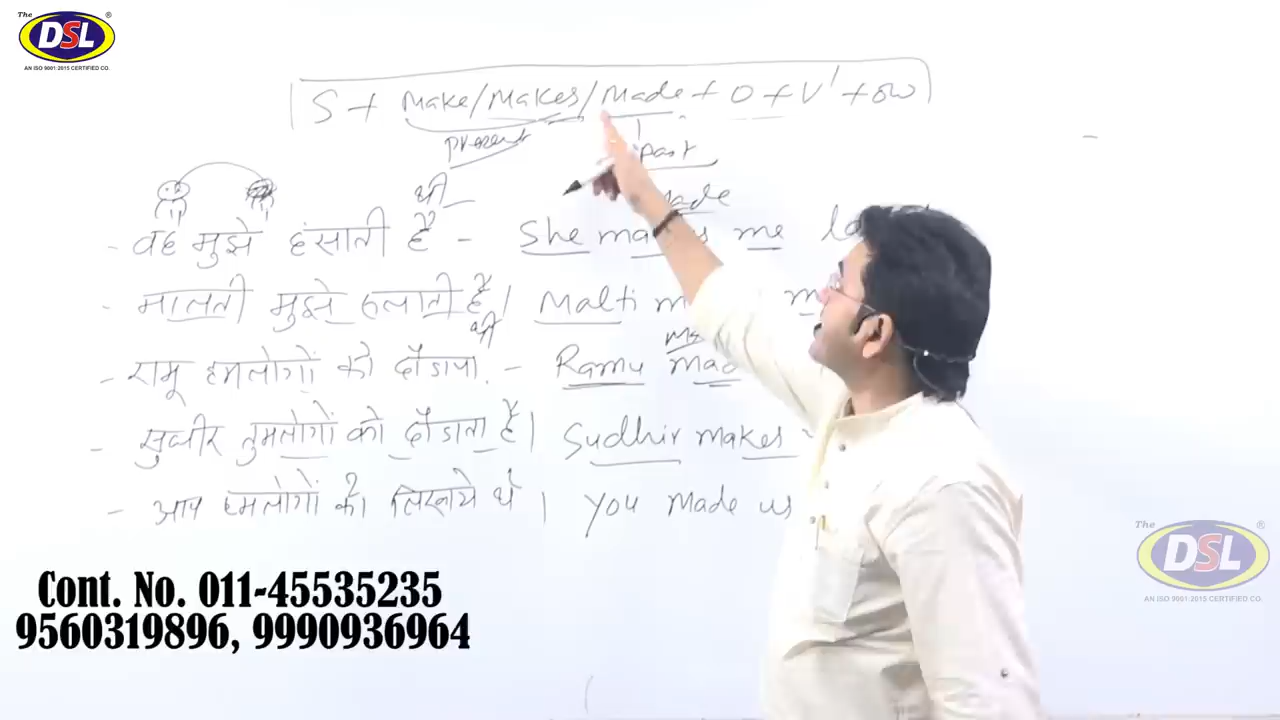 The
DSL
AN ISO 9001:2015 CERTIFIED CO.
S + Make/Makes/Made + O + V¹ + OW
present past
थी made
- वह मुझे हंसाती है - She me
- मालती मुझे रुलाती है | Malti
थी
- रामू हमलोगों को दौडाया. - Ramu
- सुधीर तुमलोगों को दौडाता है | Sudhir makes
- आप हमलोगों को लिखाये थे | You Made us
Cont. No. 011-45535235
9560319896, 9990936964
The
DSL
AN ISO 9001:2015 CERTIFIED CO.